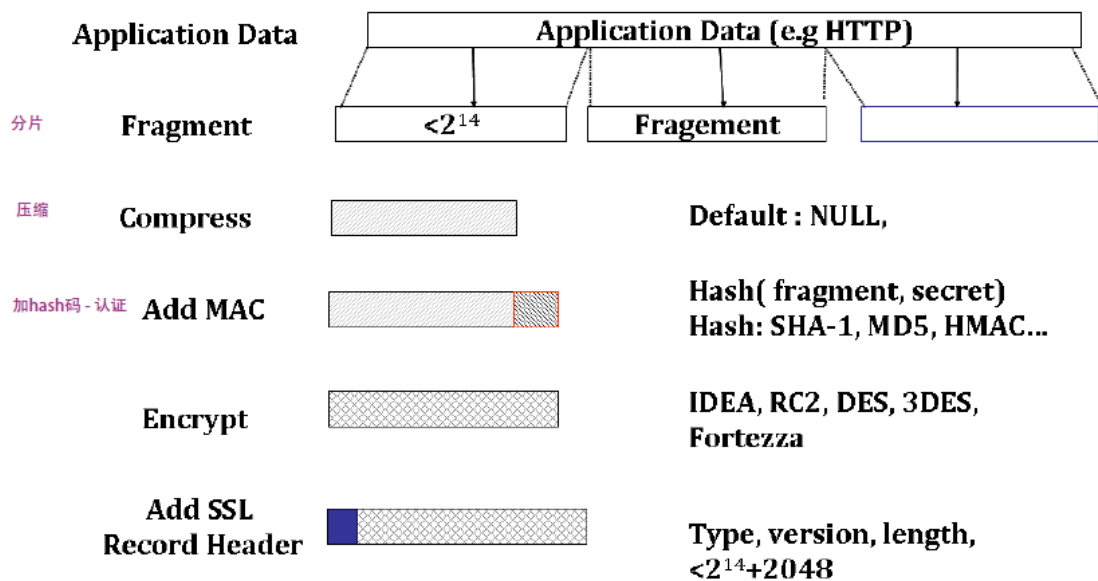 Application Data
Application Data (e.g HTTP)
分片
Fragment
<2¹⁴
Fragement
压缩
Compress
Default : NULL,
加hash码 - 认证
Add MAC
Hash( fragment, secret)
Hash: SHA-1, MD5, HMAC...
Encrypt
IDEA, RC2, DES, 3DES,
Fortezza
Add SSL
Record Header
Type, version, length,
<2¹⁴+2048